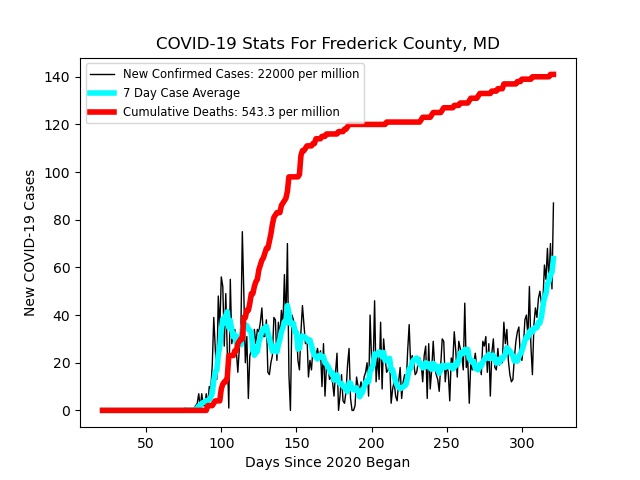 COVID-19 Stats For Frederick County, MD
New Confirmed Cases: 22000 per million
7 Day Case Average
Cumulative Deaths: 543.3 per million
New COVID-19 Cases
140
120
100
80
60
40
20
0
50 100 150 200 250 300
Days Since 2020 Began